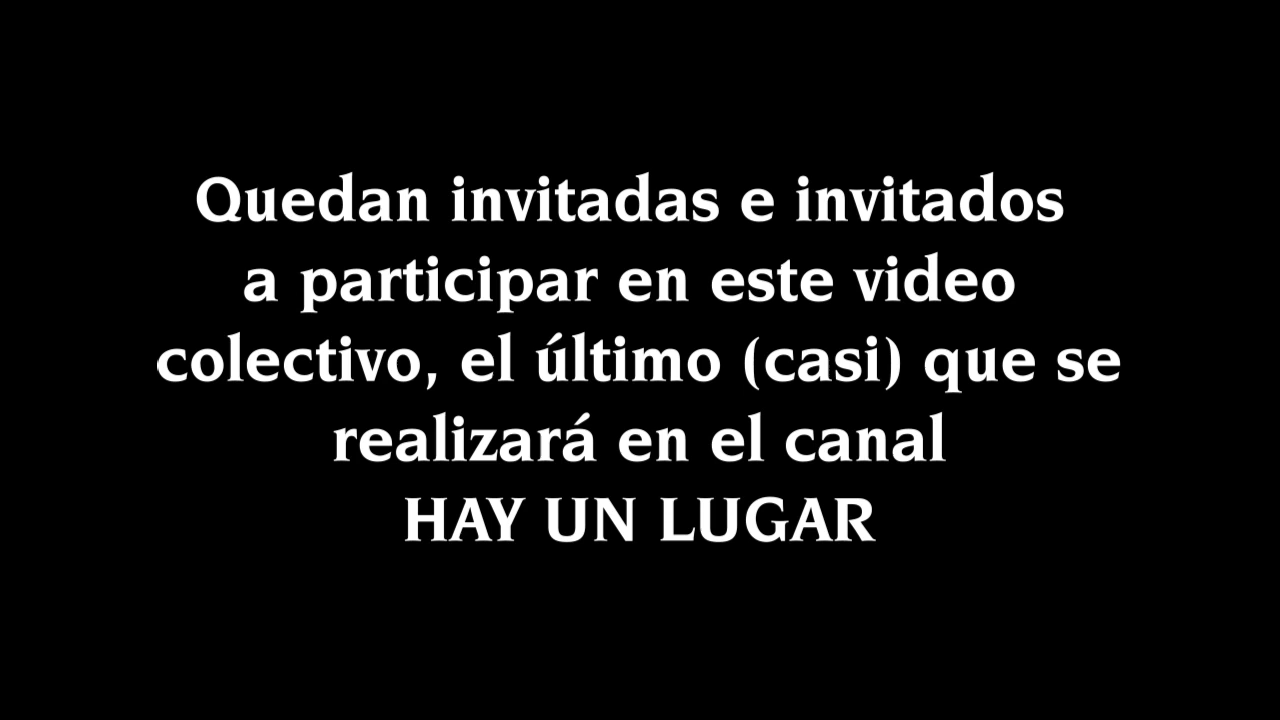 Quedan invitadas e invitados
a participar en este video
colectivo, el último (casi) que se
realizará en el canal
HAY UN LUGAR